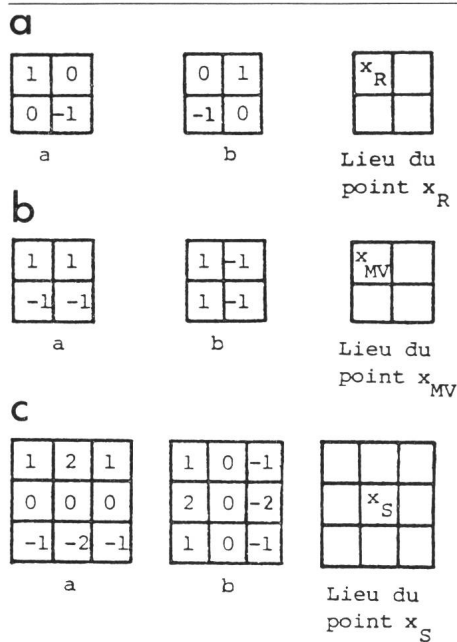 a
1 0 0 1 x_R
0 -1 -1 0
a b Lieu du
point x_R
b
1 1 1 -1 x_MV
-1 -1 1 -1
a b Lieu du
point x_MV
c
1 2 1 1 0 -1
0 0 0 2 0 -2 x_S
-1 -2 -1 1 0 -1
a b Lieu du
point x_S